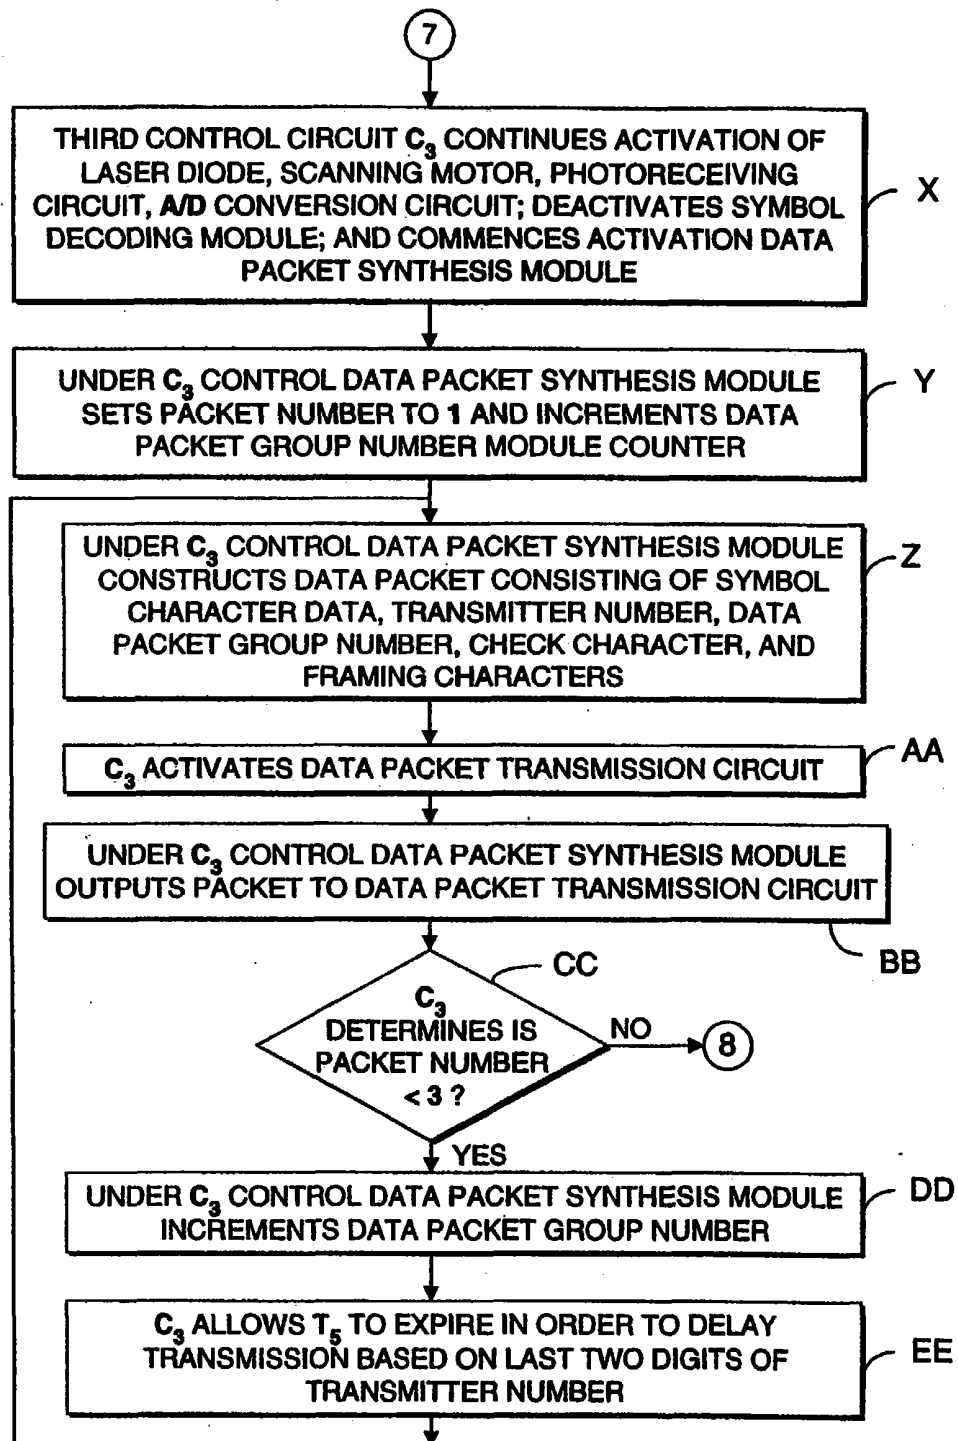 7
THIRD CONTROL CIRCUIT C3 CONTINUES ACTIVATION OF
LASER DIODE, SCANNING MOTOR, PHOTORECEIVING
CIRCUIT, A/D CONVERSION CIRCUIT; DEACTIVATES SYMBOL
DECODING MODULE; AND COMMENCES ACTIVATION DATA
PACKET SYNTHESIS MODULE
X
UNDER C3 CONTROL DATA PACKET SYNTHESIS MODULE
SETS PACKET NUMBER TO 1 AND INCREMENTS DATA
PACKET GROUP NUMBER MODULE COUNTER
Y
UNDER C3 CONTROL DATA PACKET SYNTHESIS MODULE
CONSTRUCTS DATA PACKET CONSISTING OF SYMBOL
CHARACTER DATA, TRANSMITTER NUMBER, DATA
PACKET GROUP NUMBER, CHECK CHARACTER, AND
FRAMING CHARACTERS
Z
C3 ACTIVATES DATA PACKET TRANSMISSION CIRCUIT
AA
UNDER C3 CONTROL DATA PACKET SYNTHESIS MODULE
OUTPUTS PACKET TO DATA PACKET TRANSMISSION CIRCUIT
BB
CC
C3
DETERMINES IS
PACKET NUMBER
< 3 ?
NO
8
YES
UNDER C3 CONTROL DATA PACKET SYNTHESIS MODULE
INCREMENTS DATA PACKET GROUP NUMBER
DD
C3 ALLOWS T5 TO EXPIRE IN ORDER TO DELAY
TRANSMISSION BASED ON LAST TWO DIGITS OF
TRANSMITTER NUMBER
EE